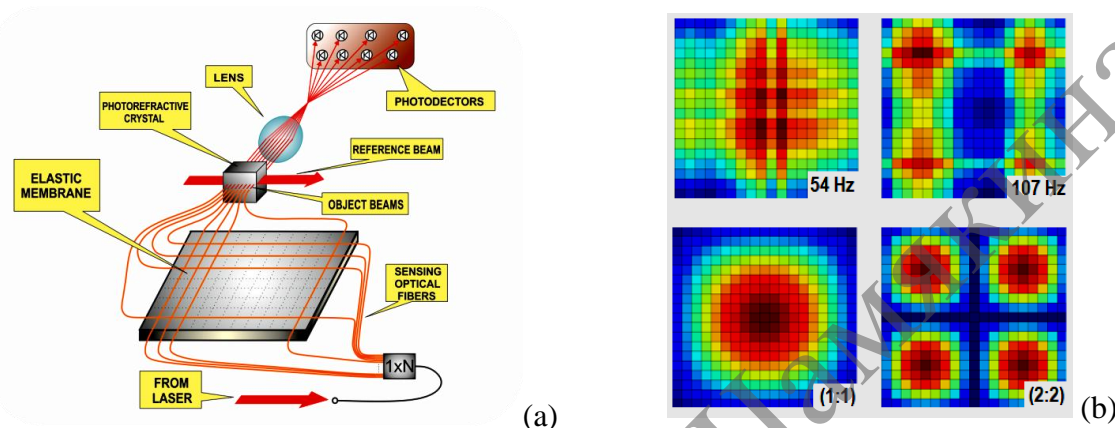 LENS
PHOTOREFRACTIVE
CRYSTAL
PHOTODECTORS
REFERENCE BEAM
ELASTIC
MEMBRANE
OBJECT BEAMS
SENSING
OPTICAL
FIBERS
1xN
FROM
LASER
(a)
54 Hz
107 Hz
(1:1)
(2:2)
(b)